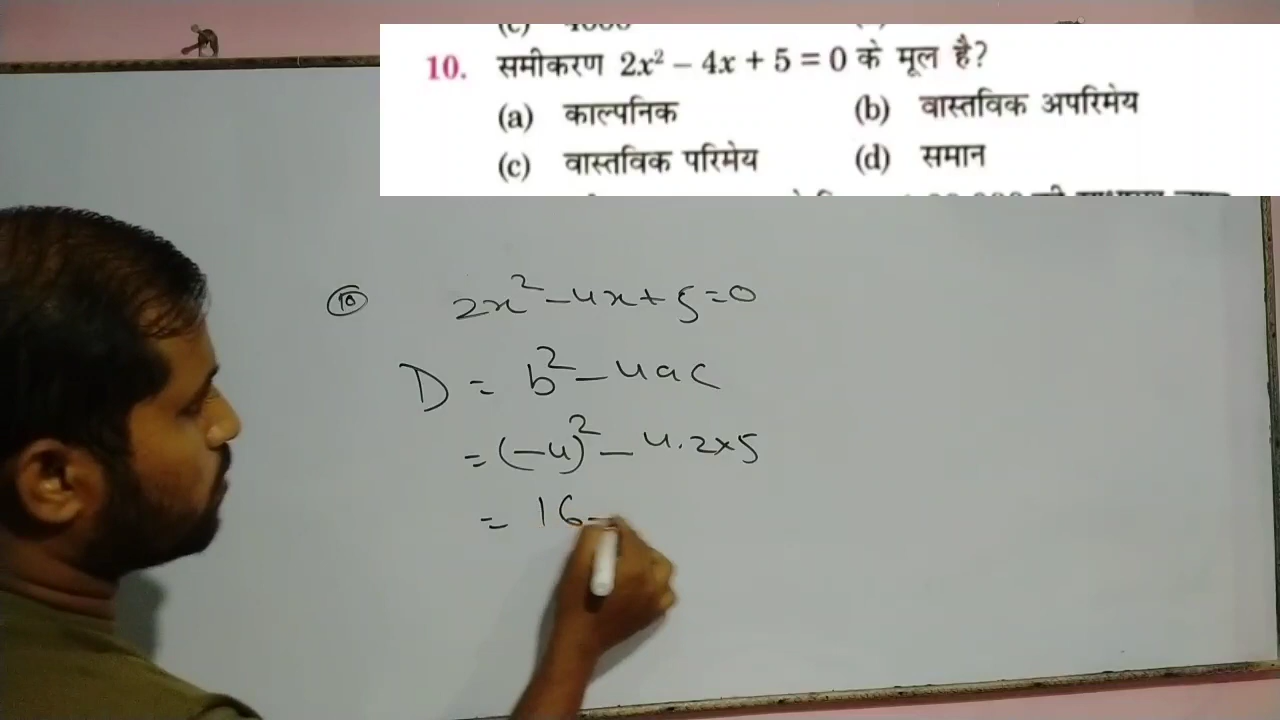 10. समीकरण 2x² – 4x + 5 = 0 के मूल है?
(a) काल्पनिक (b) वास्तविक अपरिमेय
(c) वास्तविक परिमेय (d) समान
⑩ 2x² – 4x + 5 = 0
D = b² – 4ac
= (–4)² – 4.2×5
= 16 –